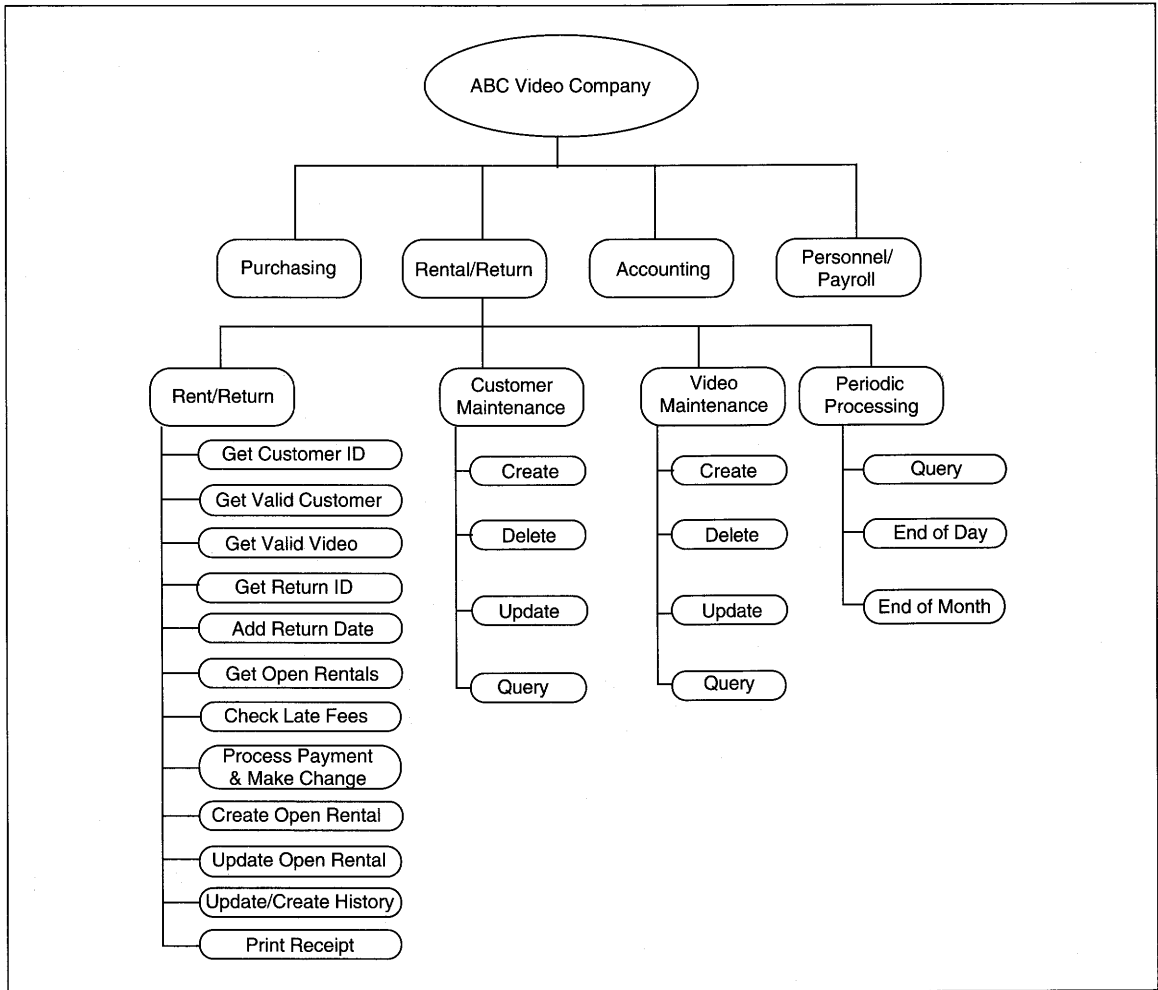 ABC Video Company
Purchasing
Rental/Return
Accounting
Personnel/
Payroll
Rent/Return
Customer
Maintenance
Video
Maintenance
Periodic
Processing
Get Customer ID
Get Valid Customer
Get Valid Video
Get Return ID
Add Return Date
Get Open Rentals
Check Late Fees
Process Payment
& Make Change
Create Open Rental
Update Open Rental
Update/Create History
Print Receipt
Create
Delete
Update
Query
Create
Delete
Update
Query
Query
End of Day
End of Month